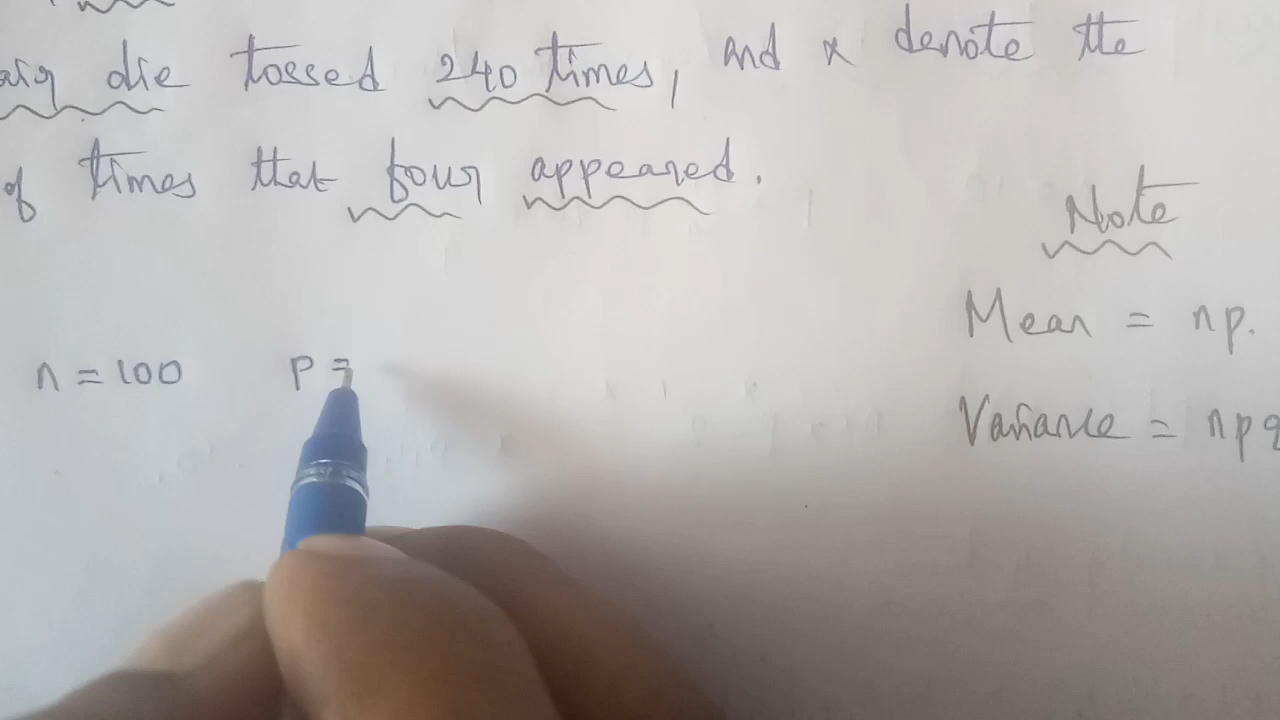 die tossed 240 times, and x denote the
of times that four appeared.
Note
Mean = np.
n = 100 P =
Variance = npq